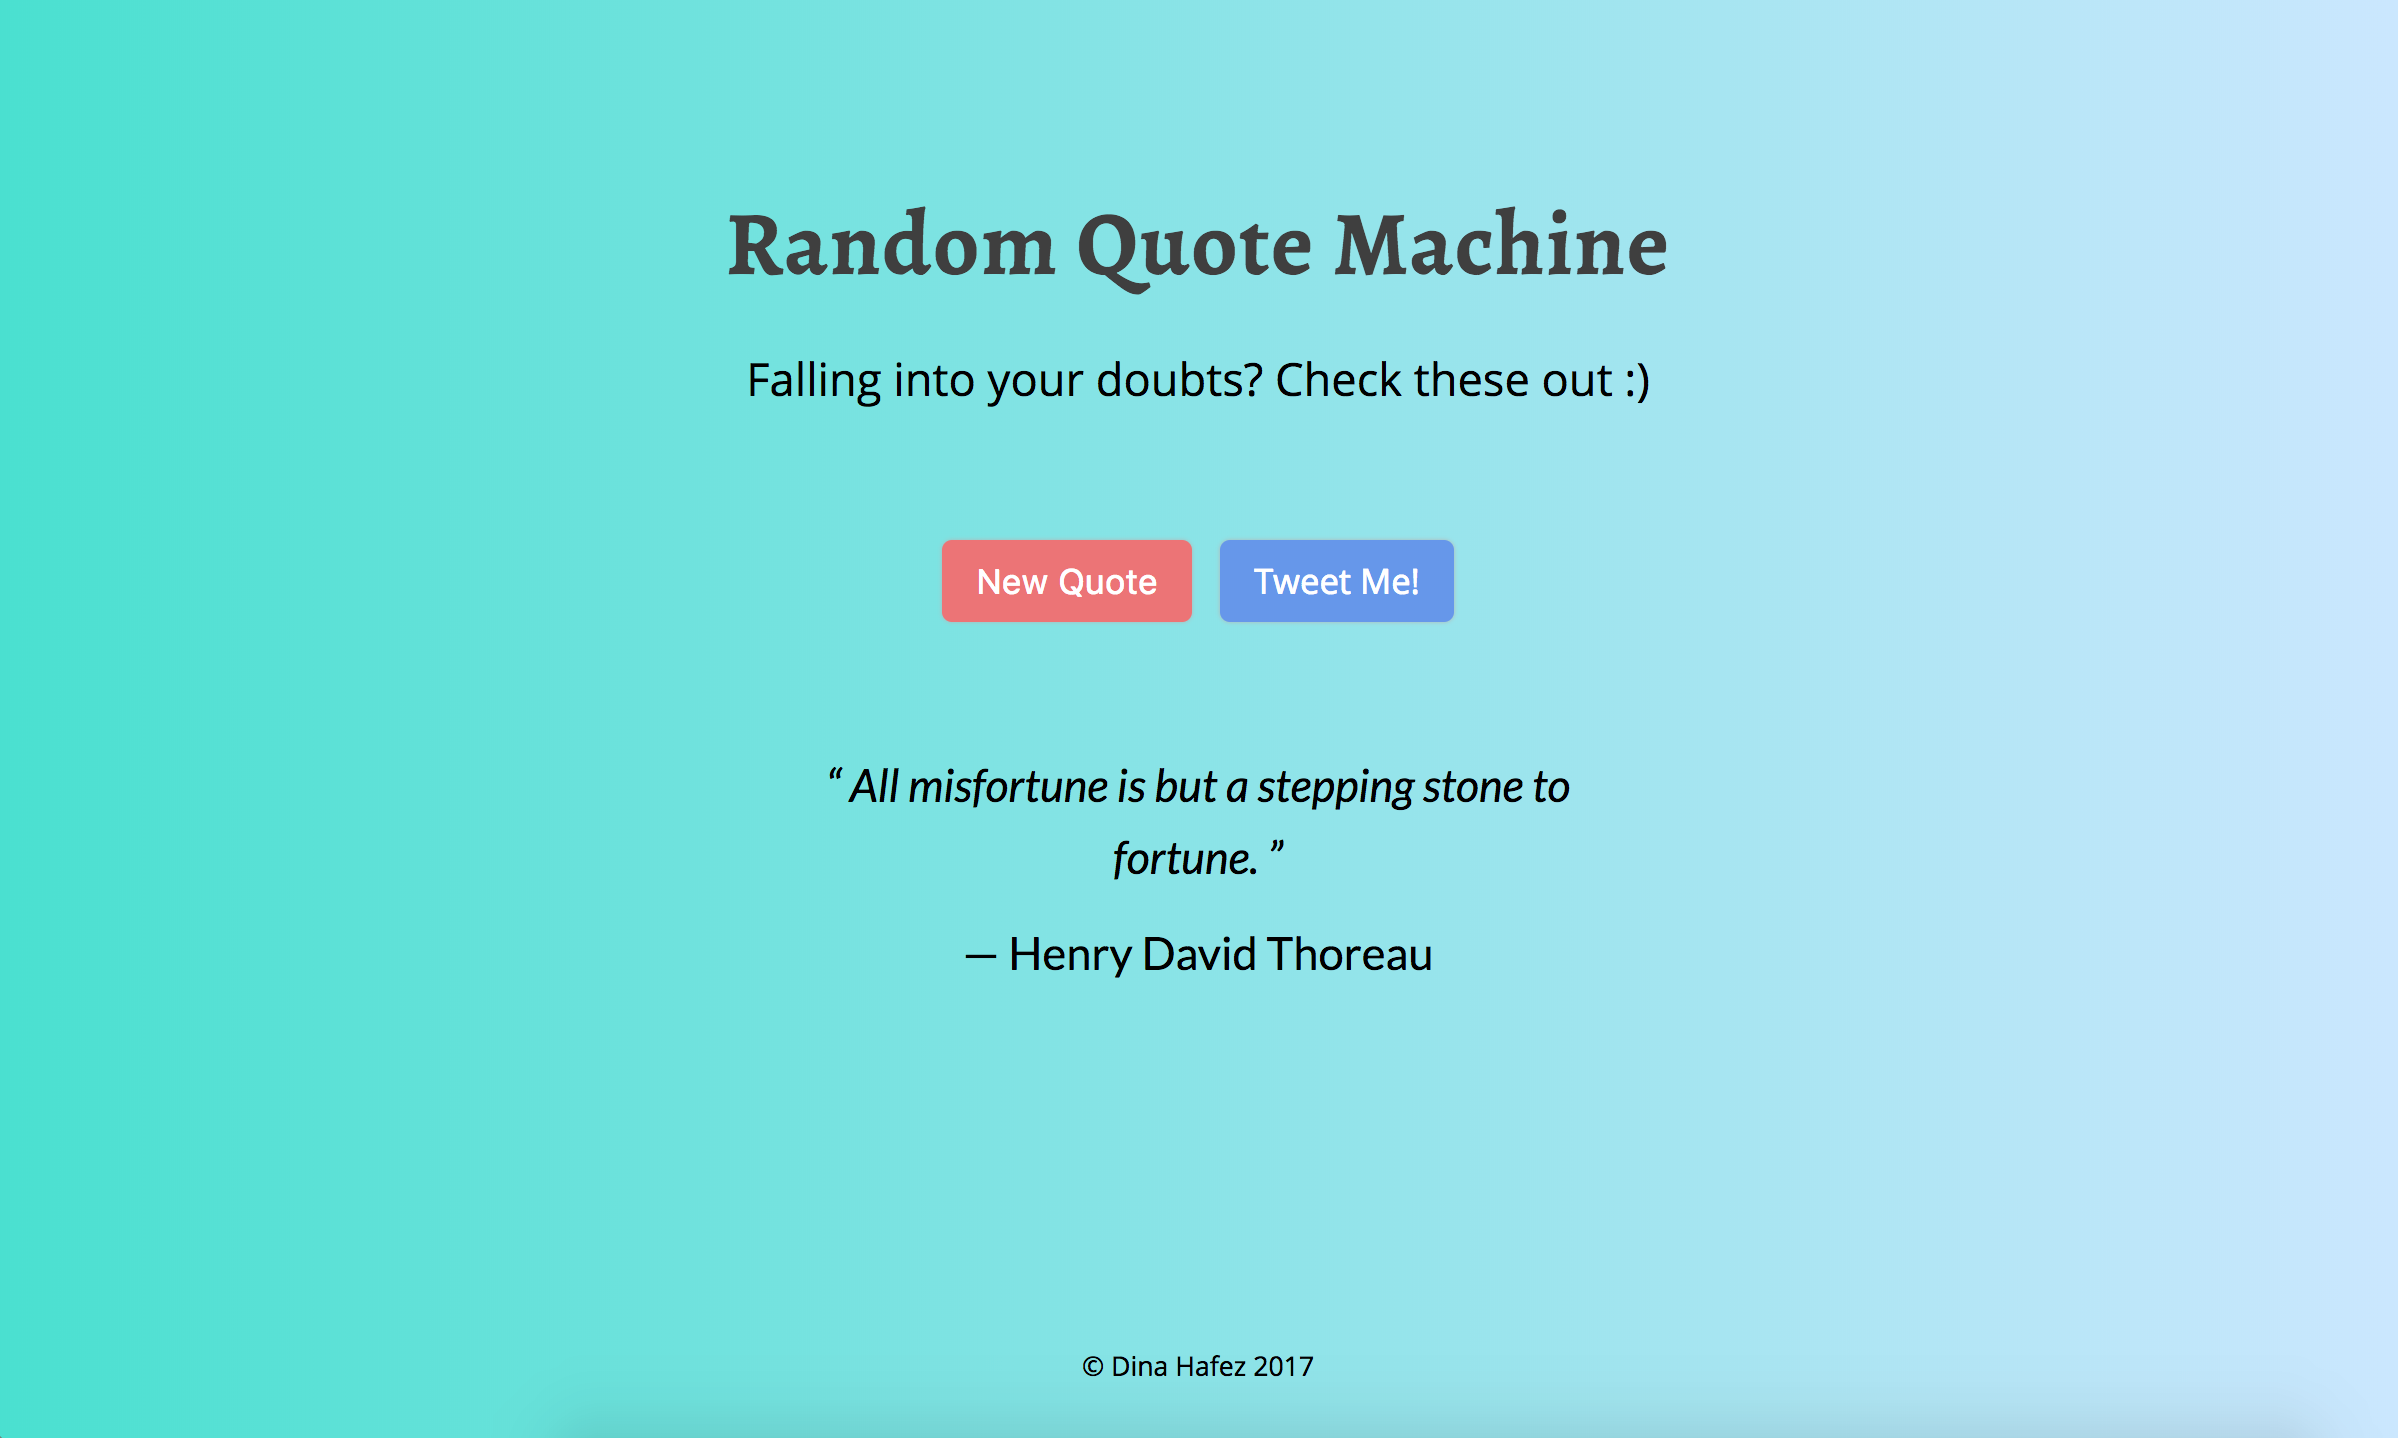 Random Quote Machine
Falling into your doubts? Check these out :)
New Quote
Tweet Me!
“ All misfortune is but a stepping stone to
fortune. ”
— Henry David Thoreau
© Dina Hafez 2017